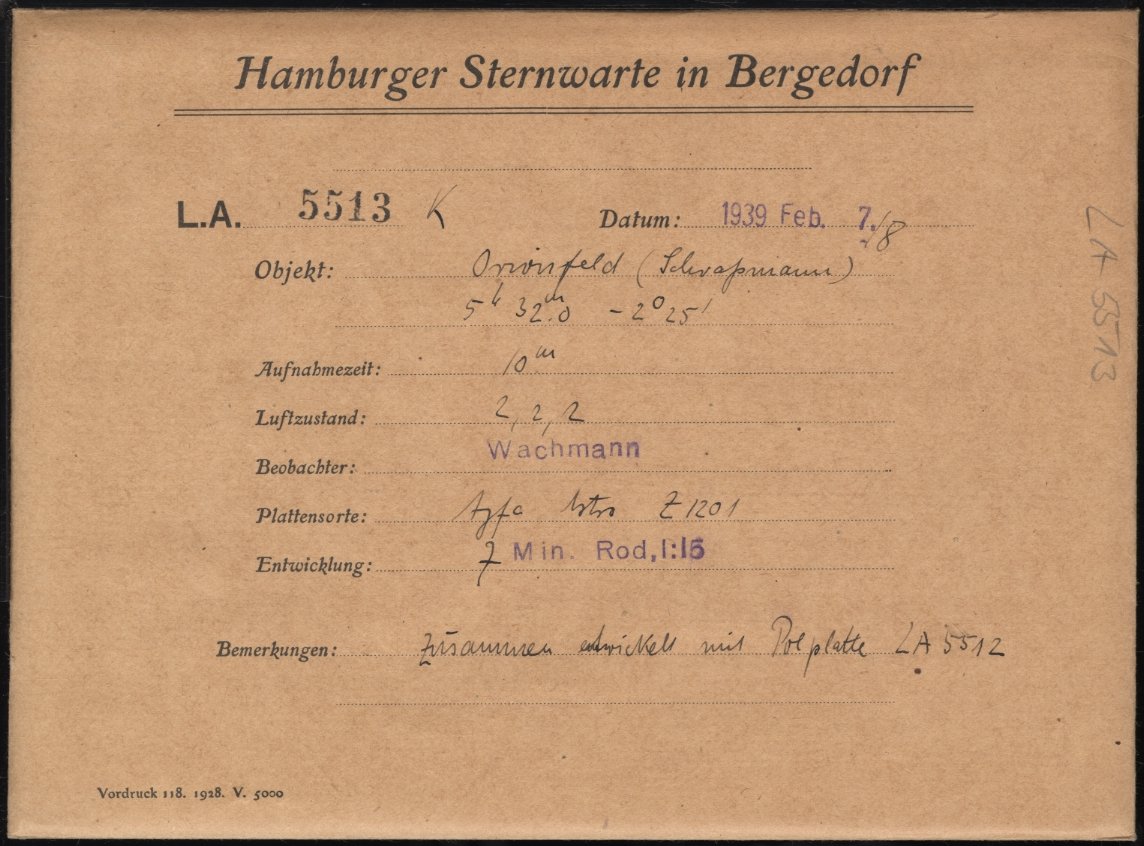 Hamburger Sternwarte in Bergedorf
L.A. 5513 K Datum: 1939 Feb. 7./8
Objekt: Orionsfeld (Schwaßmann)
5h 32m.0 -2° 25'
Aufnahmezeit: 10m
Luftzustand: 2, 2, 2
Beobachter: Wachmann
Plattensorte: Agfa Astro Z 1201
Entwicklung: 7 Min. Rod, 1:15
Bemerkungen: Zusammen entwickelt mit Polplatte LA 5512
Vordruck 118. 1928. V. 5000
LA 5513